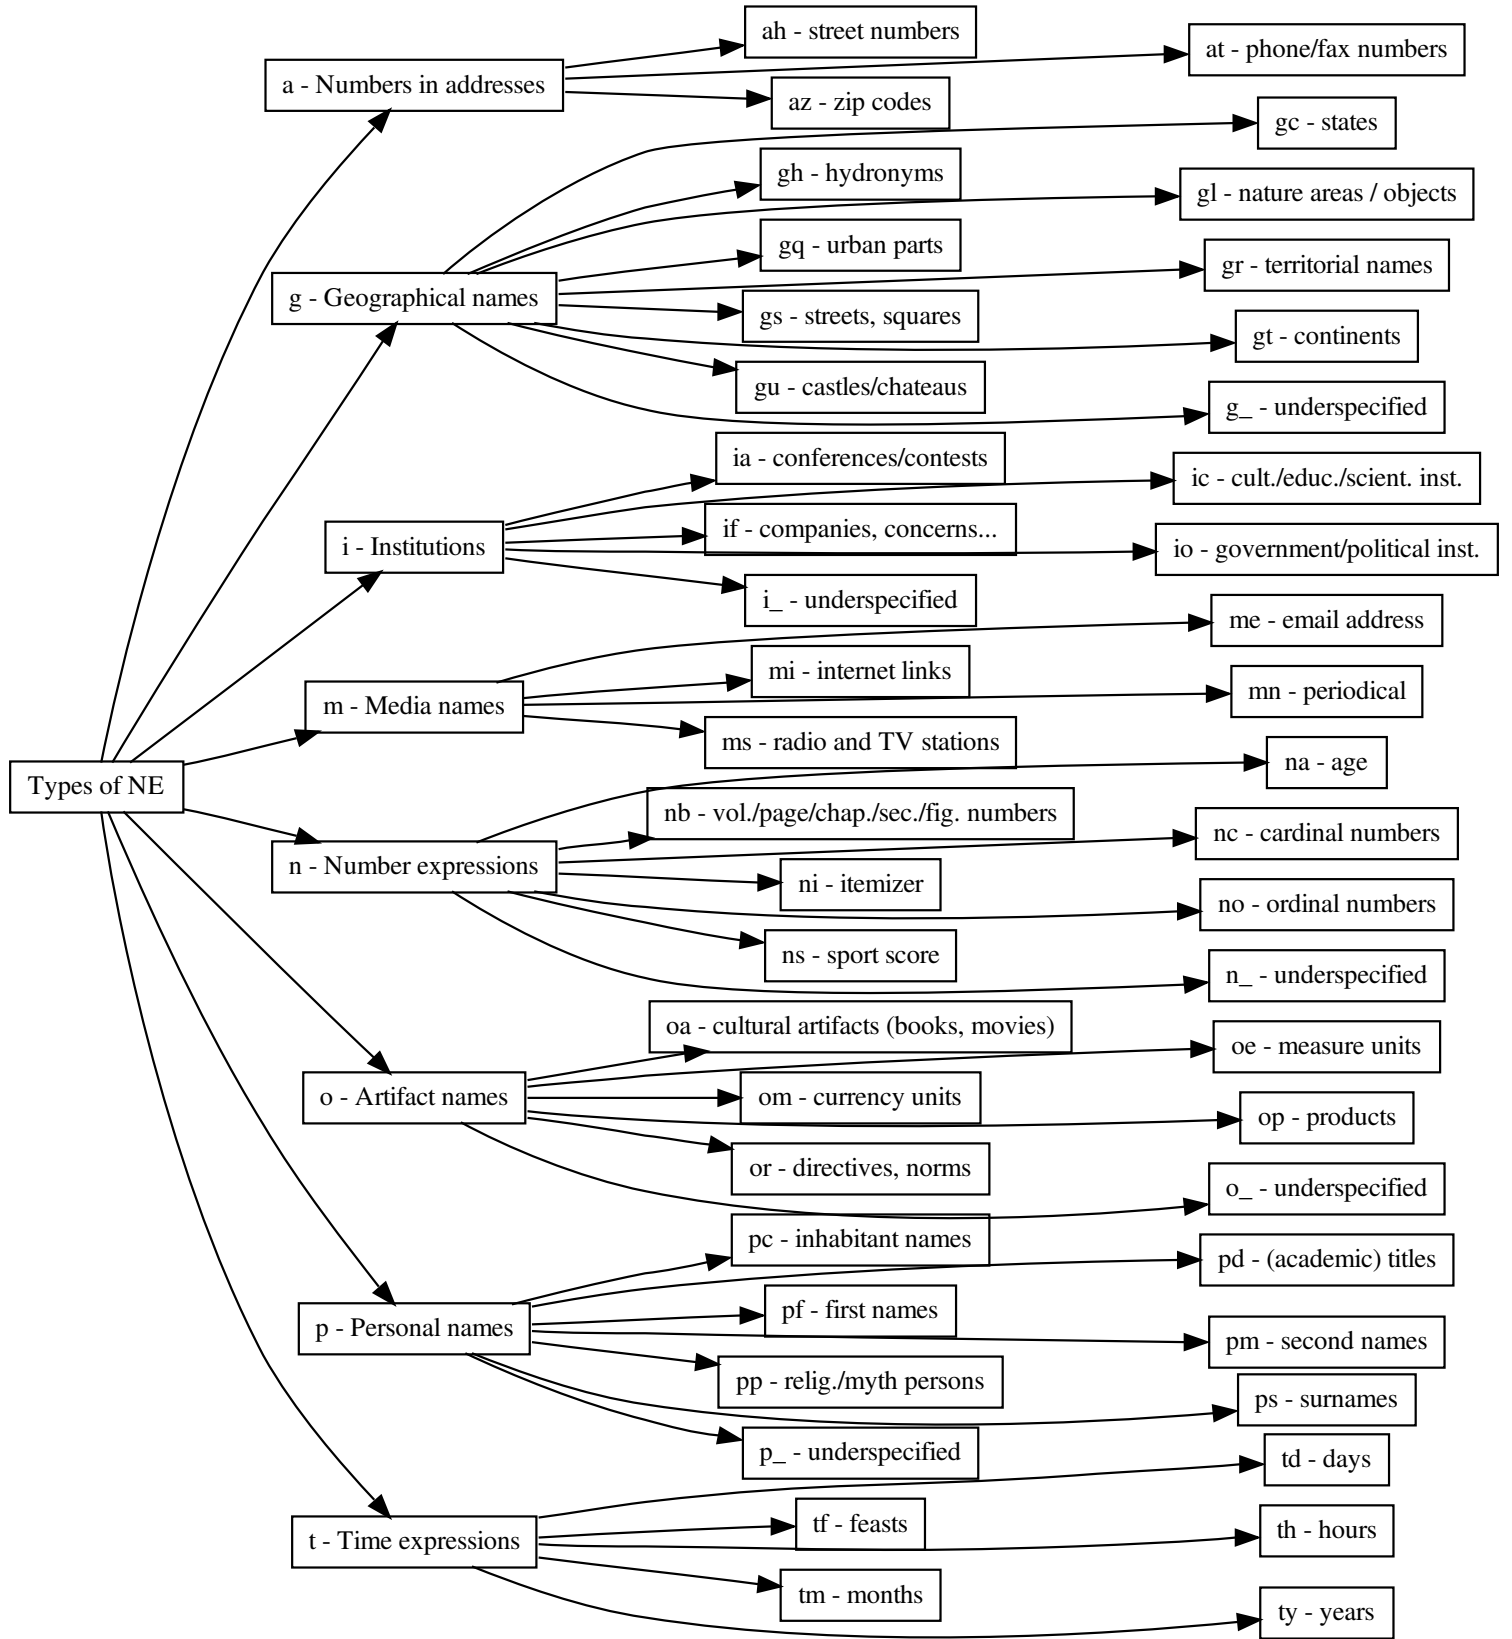 Types of NE
a - Numbers in addresses
ah - street numbers
at - phone/fax numbers
az - zip codes
g - Geographical names
gc - states
gh - hydronyms
gl - nature areas / objects
gq - urban parts
gr - territorial names
gs - streets, squares
gt - continents
gu - castles/chateaus
g_ - underspecified
i - Institutions
ia - conferences/contests
ic - cult./educ./scient. inst.
if - companies, concerns...
io - government/political inst.
i_ - underspecified
m - Media names
me - email address
mi - internet links
mn - periodical
ms - radio and TV stations
n - Number expressions
na - age
nb - vol./page/chap./sec./fig. numbers
nc - cardinal numbers
ni - itemizer
no - ordinal numbers
ns - sport score
n_ - underspecified
o - Artifact names
oa - cultural artifacts (books, movies)
oe - measure units
om - currency units
op - products
or - directives, norms
o_ - underspecified
p - Personal names
pc - inhabitant names
pd - (academic) titles
pf - first names
pm - second names
pp - relig./myth persons
ps - surnames
p_ - underspecified
t - Time expressions
td - days
tf - feasts
th - hours
tm - months
ty - years